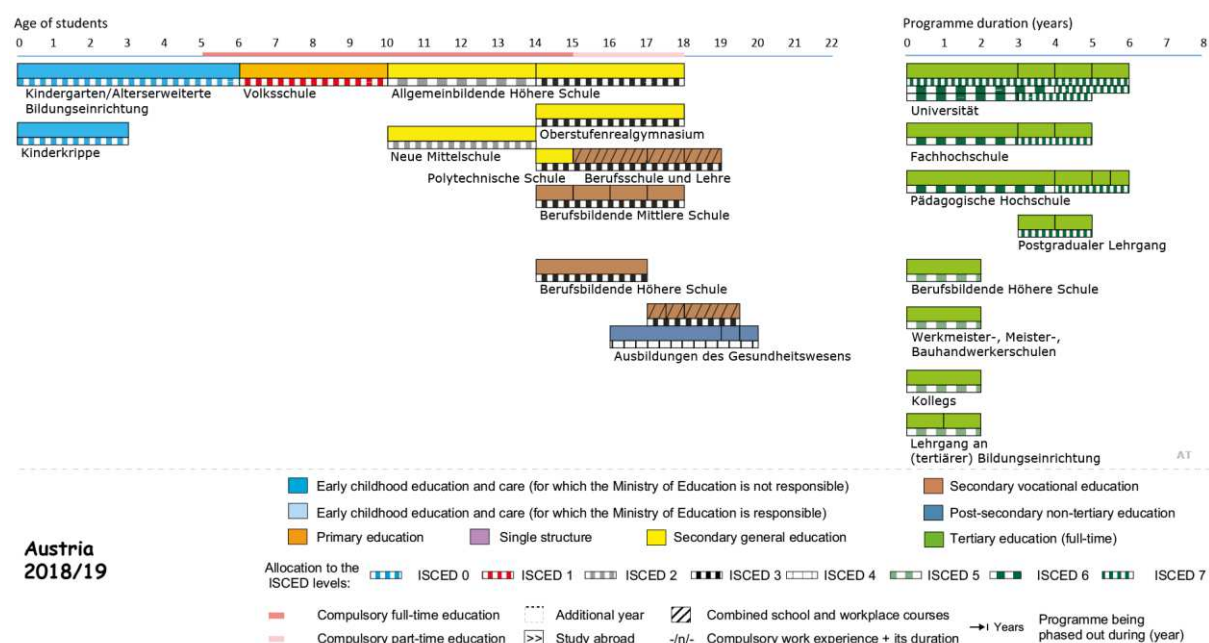 Age of students
Programme duration (years)
0 1 2 3 4 5 6 7 8 9 10 11 12 13 14 15 16 17 18 19 20 21 22
0 1 2 3 4 5 6 7 8
Kindergarten/Alterserweiterte
Bildungseinrichtung
Volksschule
Allgemeinbildende Höhere Schule
Universität
Oberstufenrealgymnasium
Kinderkrippe
Neue Mittelschule
Fachhochschule
Polytechnische Schule
Berufsschule und Lehre
Pädagogische Hochschule
Berufsbildende Mittlere Schule
Postgradualer Lehrgang
Berufsbildende Höhere Schule
Berufsbildende Höhere Schule
Ausbildungen des Gesundheitswesens
Werkmeister-, Meister-,
Bauhandwerkerschulen
Kollegs
Lehrgang an
(tertiärer) Bildungseinrichtung
AT
Early childhood education and care (for which the Ministry of Education is not responsible)
Secondary vocational education
Early childhood education and care (for which the Ministry of Education is responsible)
Post-secondary non-tertiary education
Primary education
Single structure
Secondary general education
Tertiary education (full-time)
Austria
2018/19
Allocation to the
ISCED levels:
ISCED 0
ISCED 1
ISCED 2
ISCED 3
ISCED 4
ISCED 5
ISCED 6
ISCED 7
Compulsory full-time education
Additional year
Combined school and workplace courses
Years
Programme being
phased out during (year)
Compulsory part-time education
>> Study abroad
-/n/- Compulsory work experience + its duration